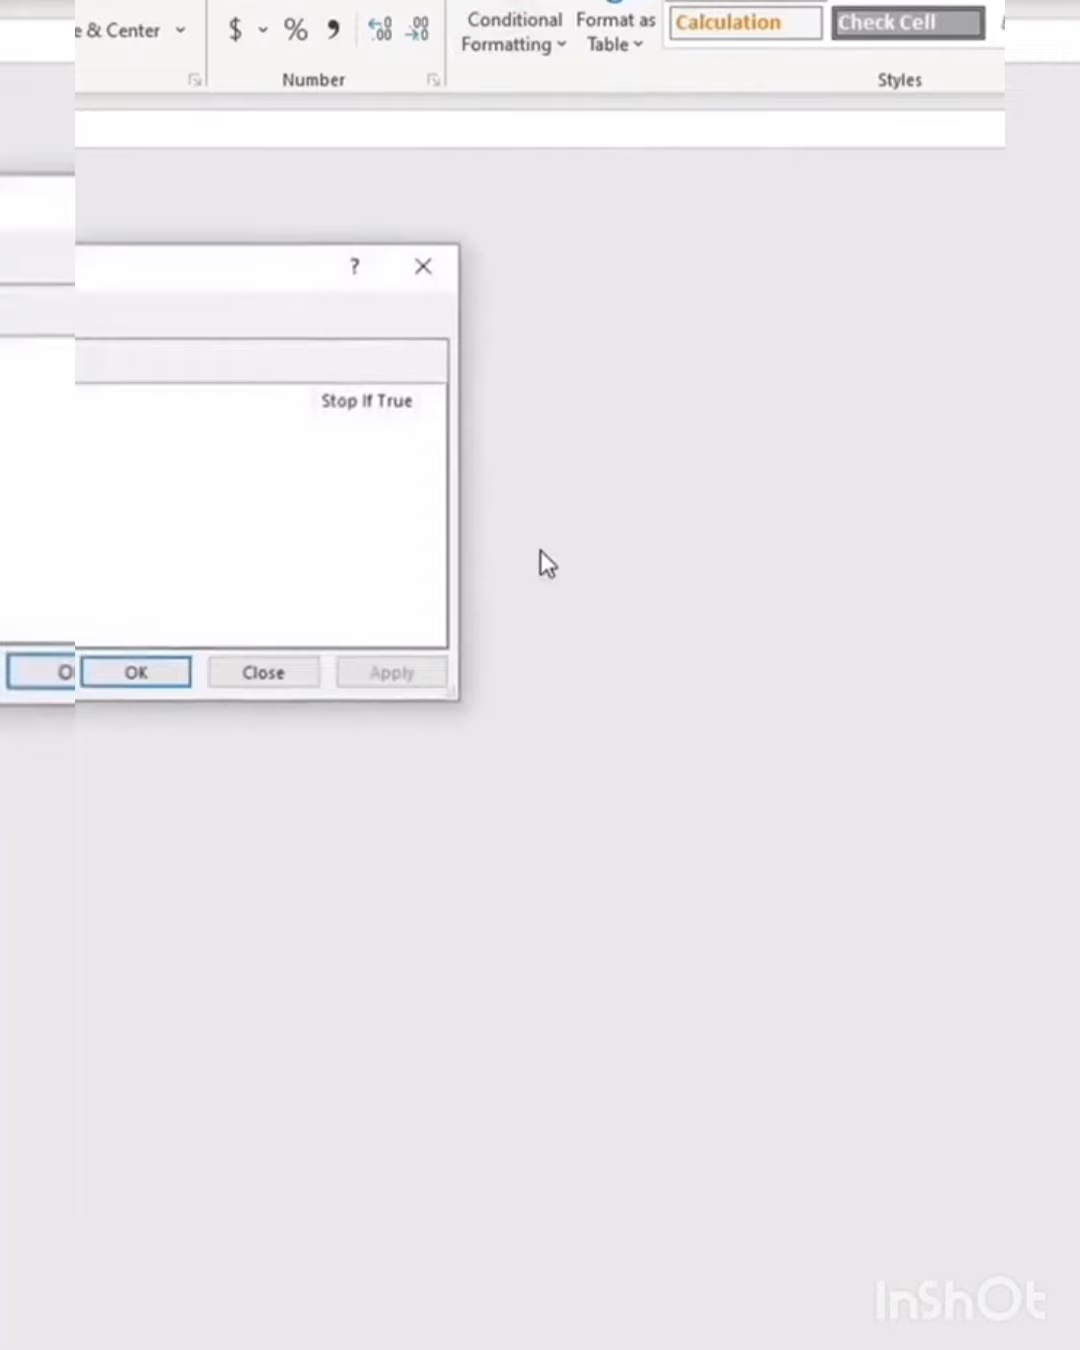 e & Center
$ % ,
Conditional Formatting
Format as Table
Calculation
Check Cell
Number
Styles
?
Stop If True
O
OK
Close
Apply
InShOt